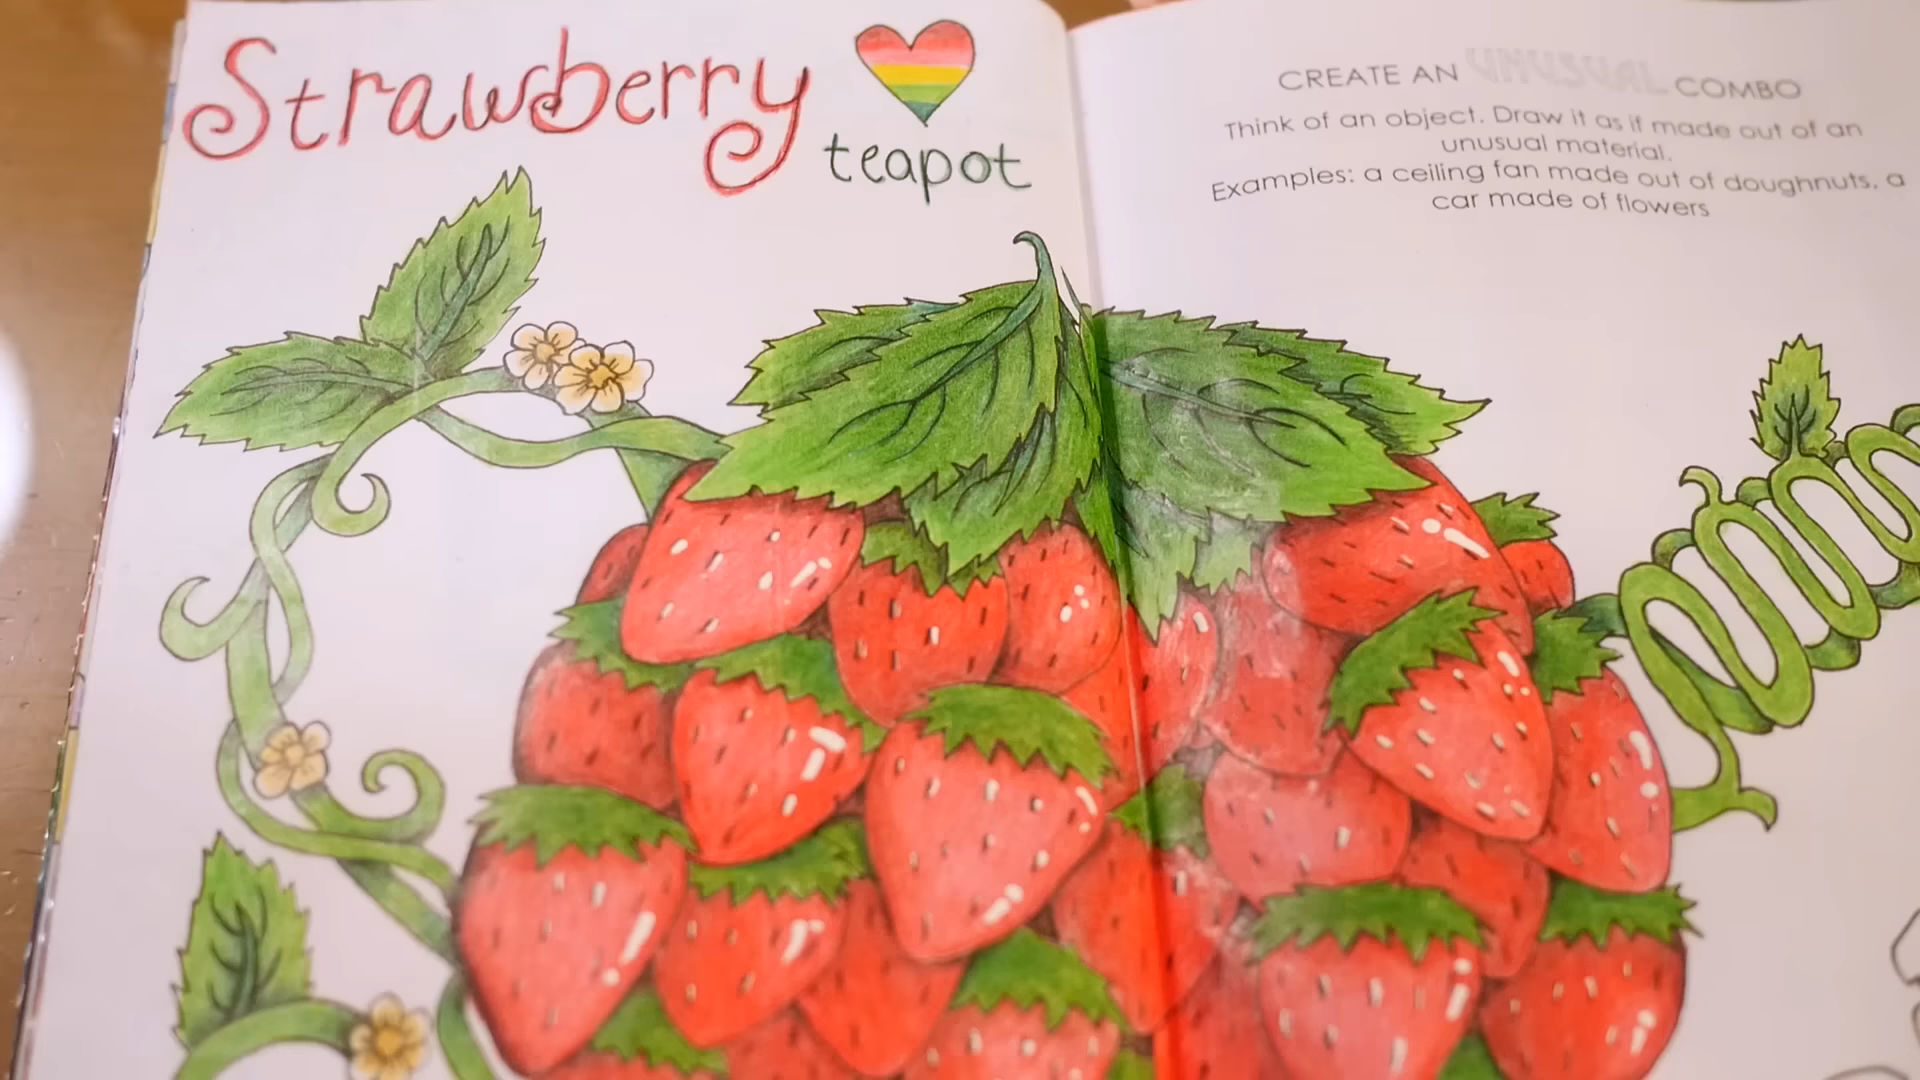 Strawberry
teapot
CREATE AN UNUSUAL COMBO
Think of an object. Draw it as if made out of an
unusual material.
Examples: a ceiling fan made out of doughnuts, a
car made of flowers